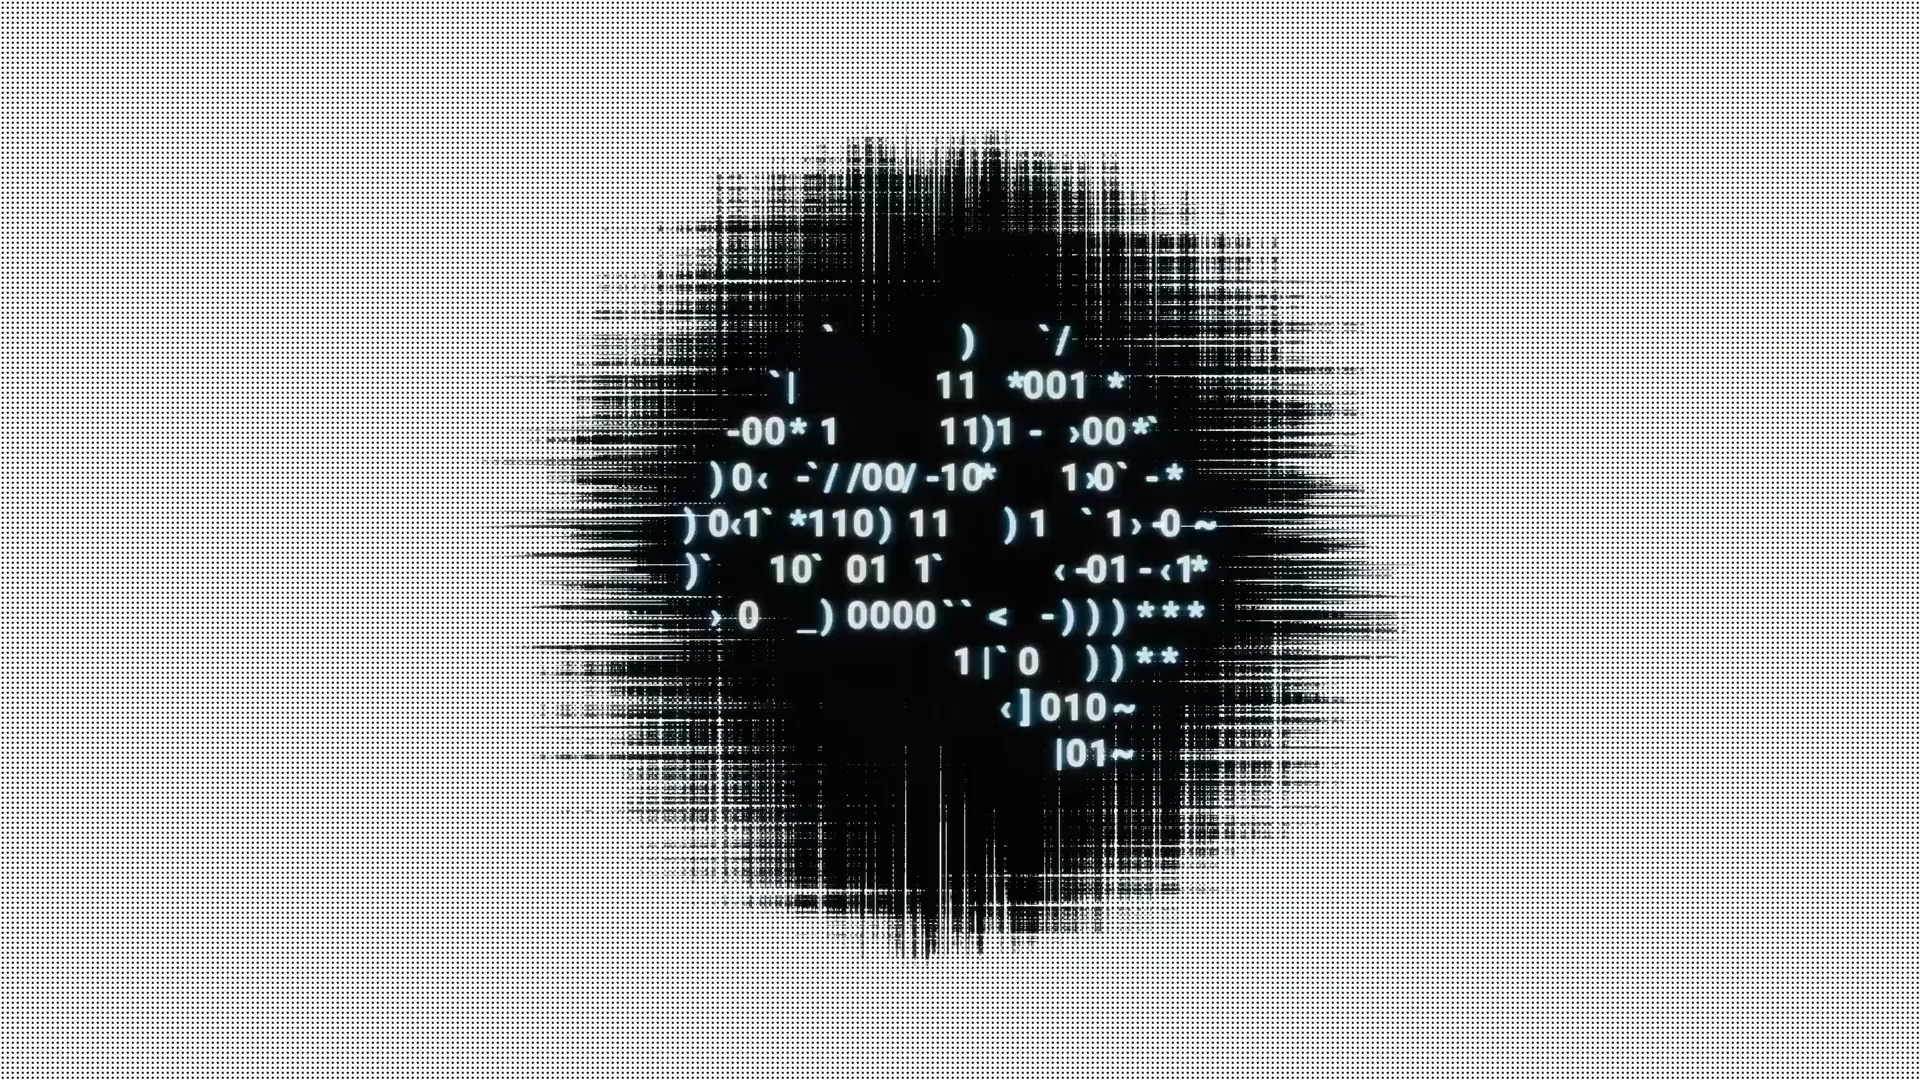 ` ) `/
`| 11 *001 *
-00* 1 11)1 - ›00*`
)0‹ -`//00/ -10* 1›0` -*
)0‹1` *110) 11 )1 `1› -0 ~
)` 10` 01 1` ‹-01-‹1*
› 0 _)0000`` < -)))***
1|`0 ))**
‹]010~
|01~